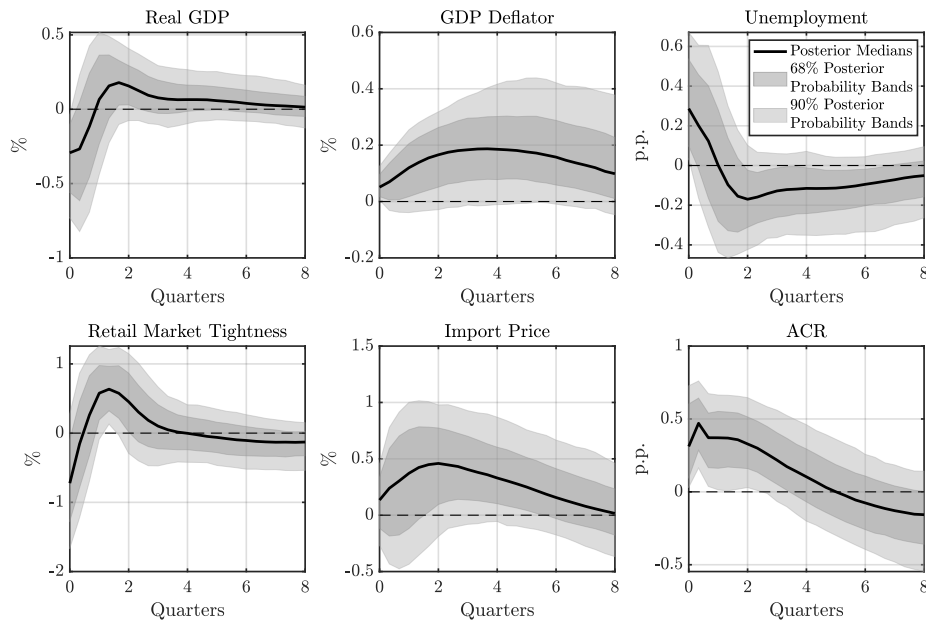 Real GDP
0.5
0
-0.5
-1
%
0 2 4 6 8
Quarters
GDP Deflator
0.6
0.4
0.2
0
0.2
%
0 2 4 6 8
Quarters
Unemployment
0.6
0.4
0.2
0
-0.2
-0.4
p.p.
Posterior Medians
68% Posterior
Probability Bands
90% Posterior
Probability Bands
0 2 4 6 8
Quarters
Retail Market Tightness
1
0
-1
-2
%
0 2 4 6 8
Quarters
Import Price
1.5
1
0.5
0
0.5
%
0 2 4 6 8
Quarters
ACR
1
0.5
0
-0.5
p.p.
0 2 4 6 8
Quarters